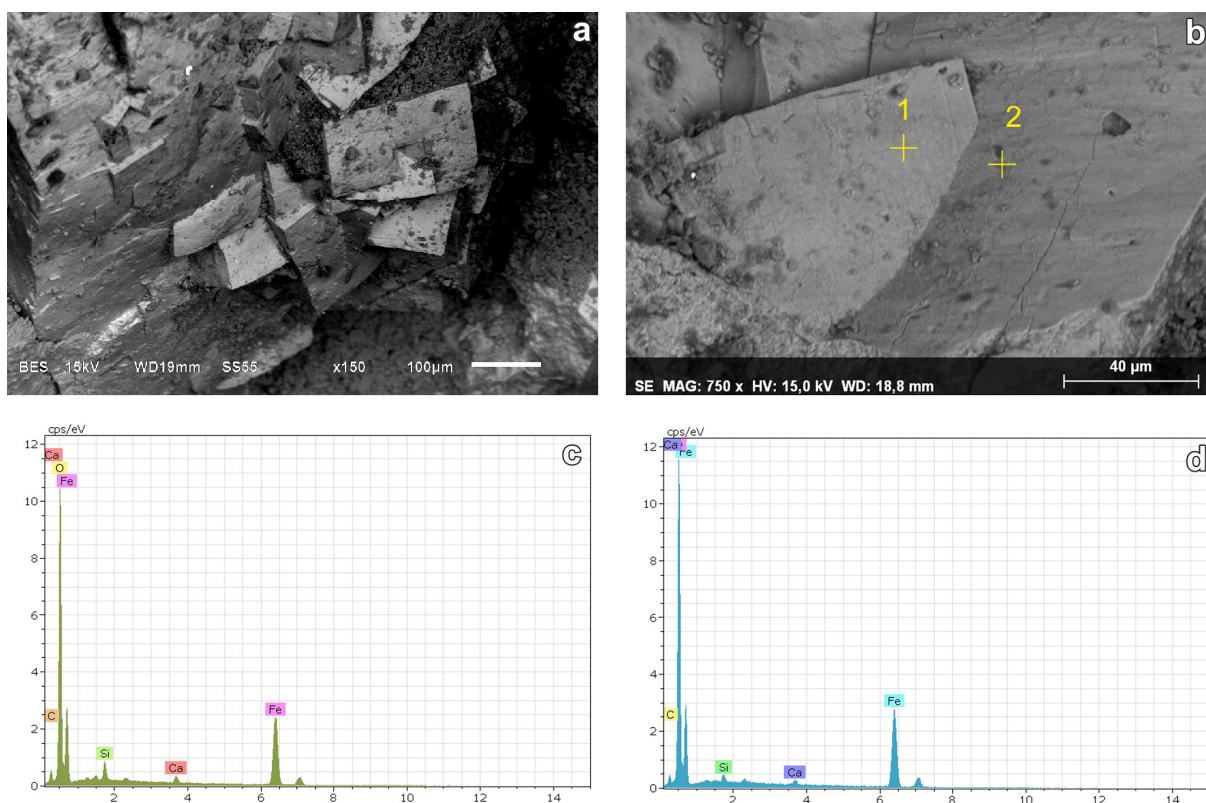 a
BES 15kV WD19mm SS55 x150 100µm
b
1
2
40 µm
SE MAG: 750 x HV: 15,0 kV WD: 18,8 mm
cps/eV
c
12
10
8
6
4
2
0
Ca
O
Fe
C
Si
Ca
Fe
2 4 6 8 10 12 14
cps/eV
d
12
10
8
6
4
2
0
Ca
Fe
C
Si
Ca
Fe
2 4 6 8 10 12 14